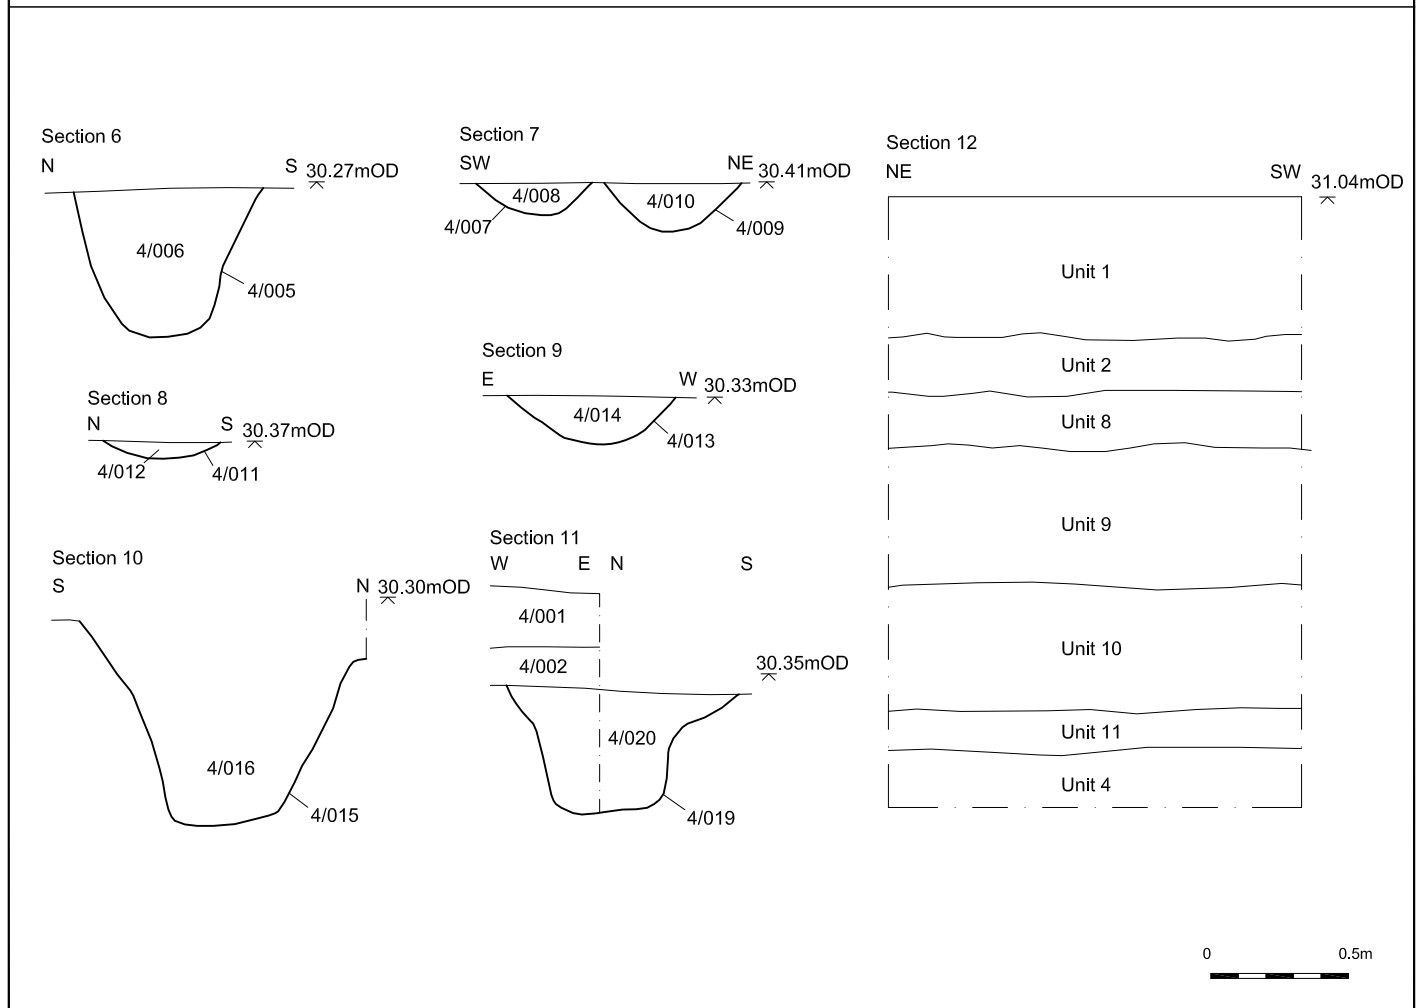 Section 6
N S 30.27mOD
4/006
4/005
Section 7
SW NE 30.41mOD
4/008 4/010
4/007 4/009
Section 12
NE SW 31.04mOD
Unit 1
Unit 2
Unit 8
Unit 9
Unit 10
Unit 11
Unit 4
Section 8
N S 30.37mOD
4/012 4/011
Section 9
E W 30.33mOD
4/014
4/013
Section 10
S N 30.30mOD
4/016
4/015
Section 11
W E N S
4/001
4/002
30.35mOD
4/020
4/019
0 0.5m